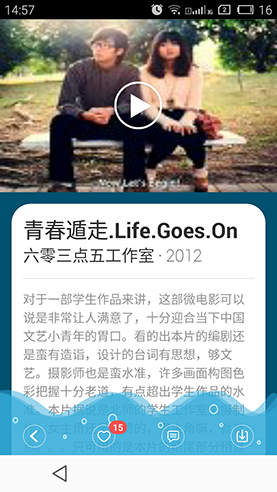 14:57
2
16
Now Let's Begin!
青春遁走.Life.Goes.On
六零三点五工作室 · 2012
对于一部学生作品来讲，这部微电影可以
说是非常让人满意了，十分迎合当下中国
文艺小青年的胃口。看的出本片的编剧还
是蛮有造诣，设计的台词有思想，够文
艺。摄影师也是蛮水准，许多画面构图色
彩把握十分老道，有点超出学生作品的水
15